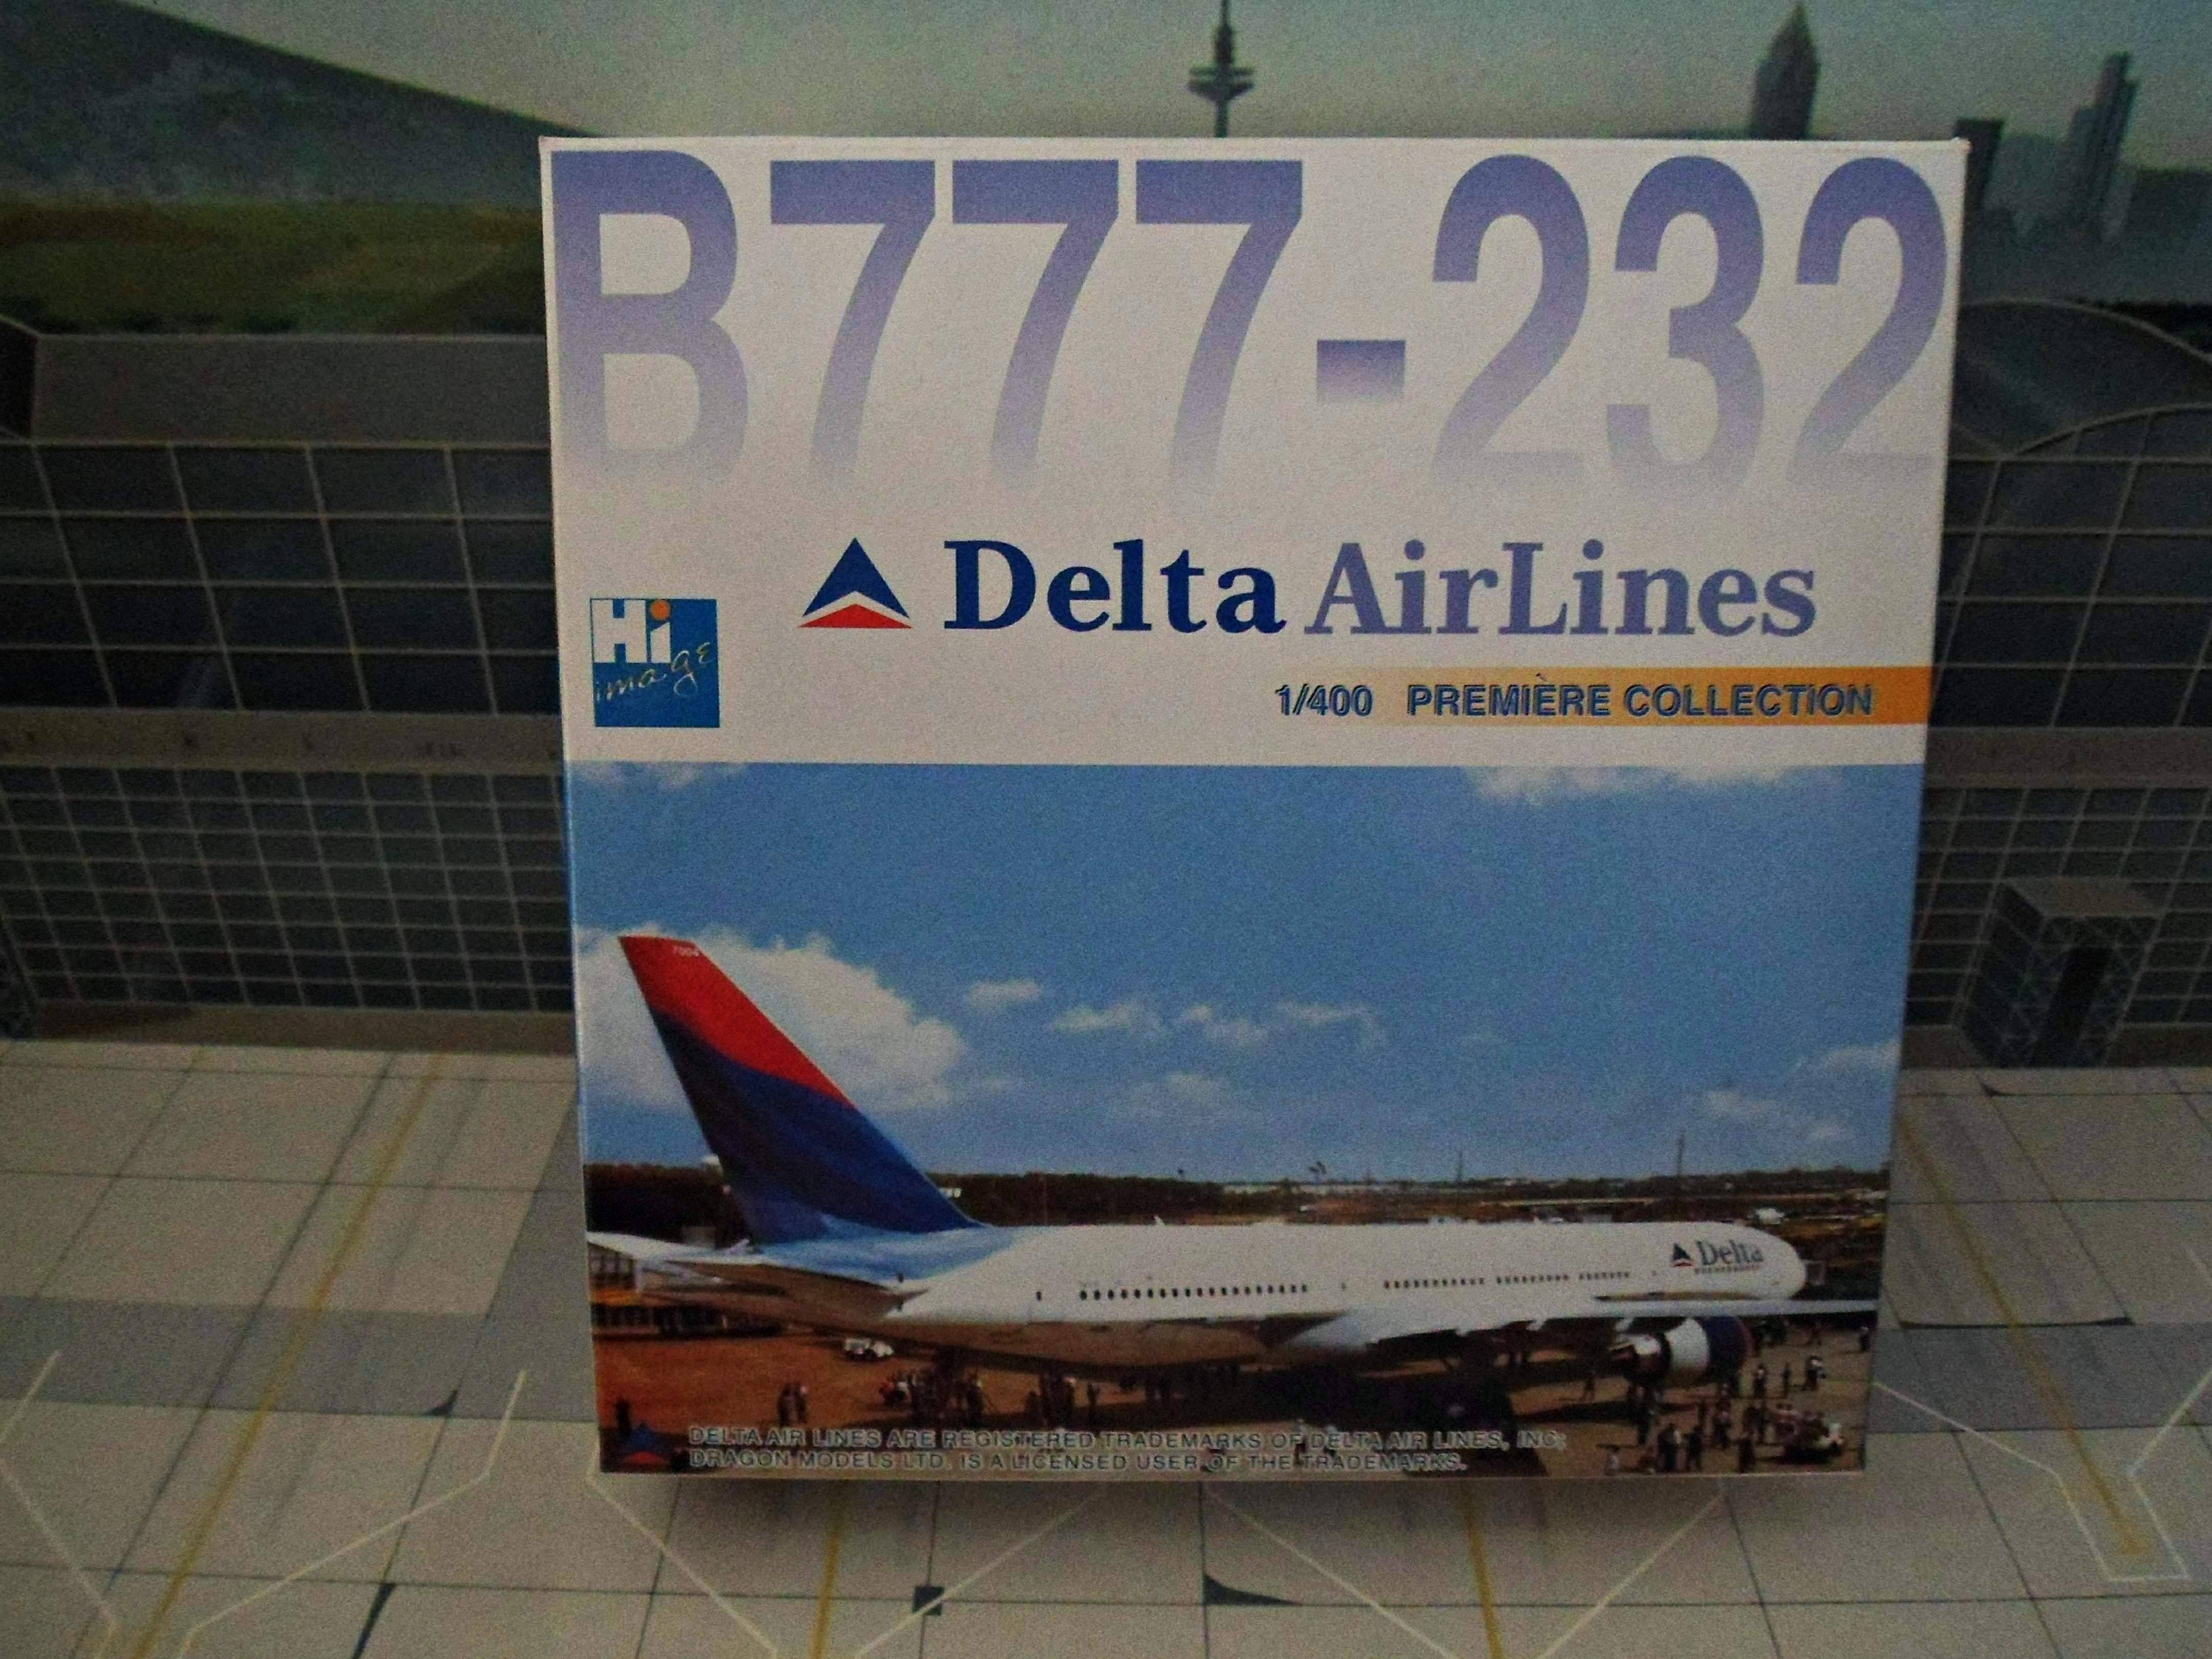 B777-232
Delta AirLines
Hi
image
1/400 PREMIÈRE COLLECTION
7004
Delta
DELTA AIR LINES ARE REGISTERED TRADEMARKS OF DELTA AIR LINES, INC;
DRAGON MODELS LTD. IS A LICENSED USER OF THE TRADEMARKS.